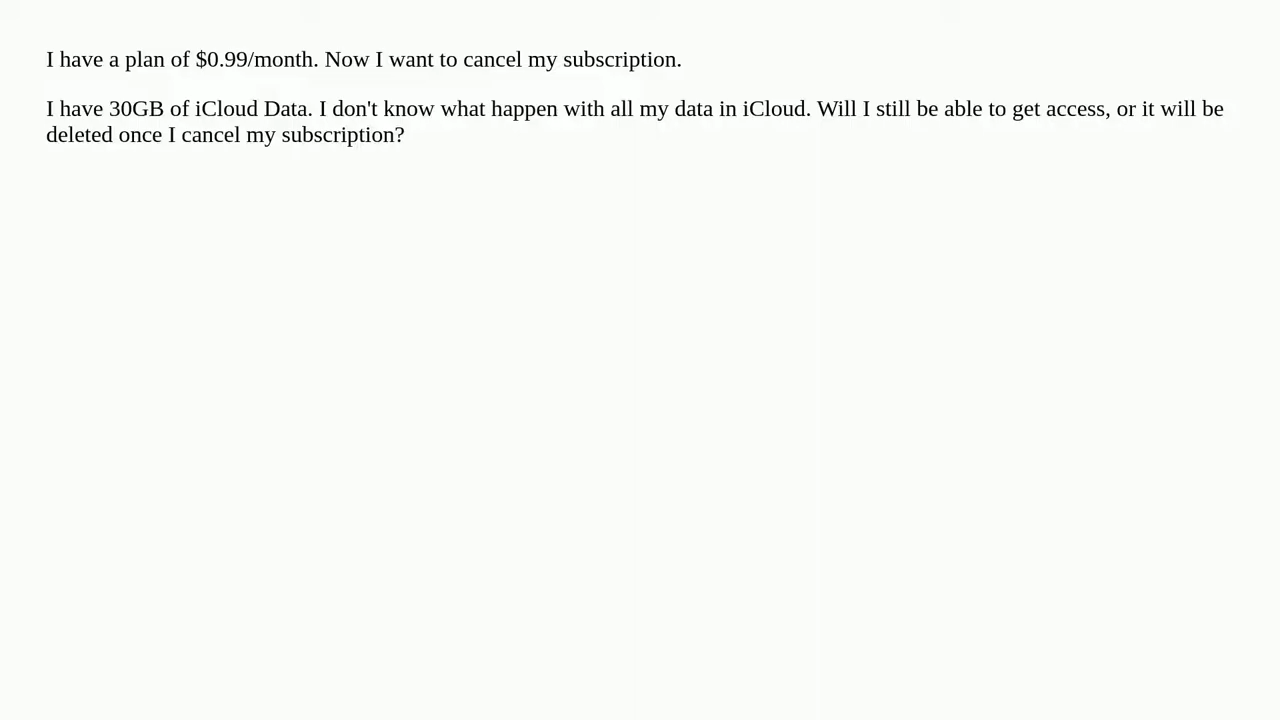 I have a plan of $0.99/month. Now I want to cancel my subscription.
I have 30GB of iCloud Data. I don't know what happen with all my data in iCloud. Will I still be able to get access, or it will be
deleted once I cancel my subscription?